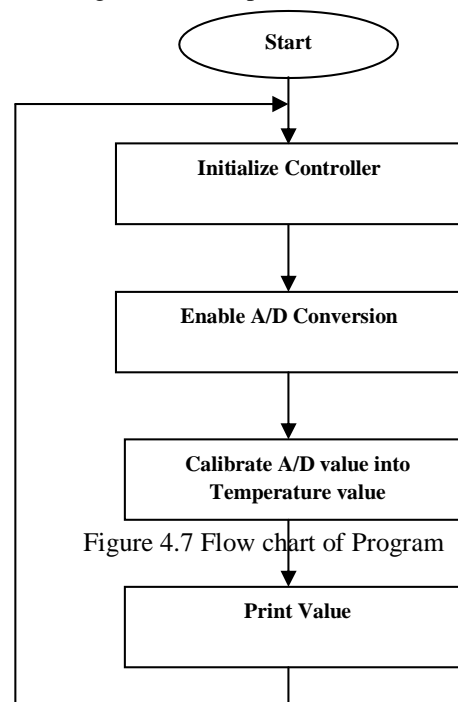 Start
Initialize Controller
Enable A/D Conversion
Calibrate A/D value into
Temperature value
Figure 4.7 Flow chart of Program
Print Value